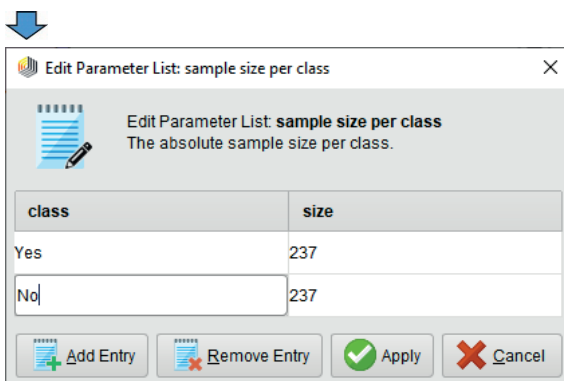 Edit Parameter List: sample size per class
Edit Parameter List: sample size per class
The absolute sample size per class.
class size
Yes 237
No 237
Add Entry Remove Entry Apply Cancel